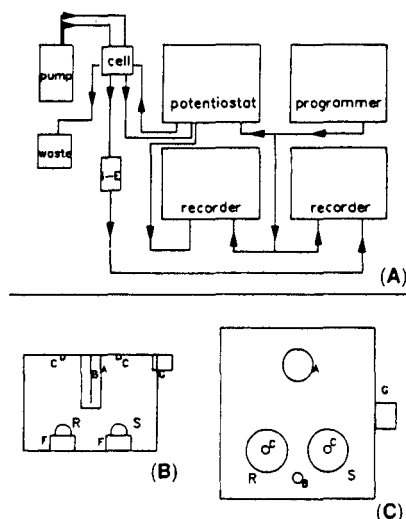 pump
cell
potentiostat
programmer
waste
I-E
recorder
recorder
(A)
C
C
B
A
G
R
S
F
F
(B)
A
G
C
C
R
B
S
(C)